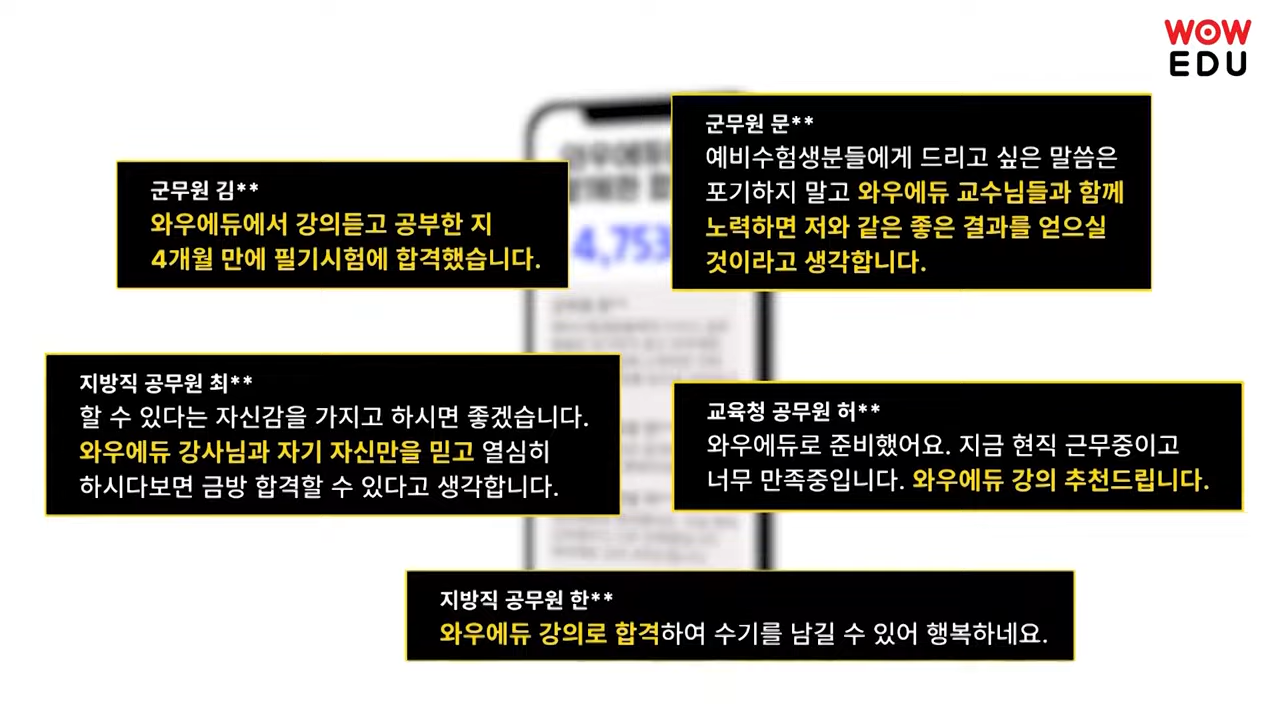 WOW
EDU
군무원 김**
와우에듀에서 강의듣고 공부한 지
4개월 만에 필기시험에 합격했습니다.
군무원 문**
예비수험생분들에게 드리고 싶은 말씀은
포기하지 말고 와우에듀 교수님들과 함께
노력하면 저와 같은 좋은 결과를 얻으실
것이라고 생각합니다.
4,753
지방직 공무원 최**
할 수 있다는 자신감을 가지고 하시면 좋겠습니다.
와우에듀 강사님과 자기 자신만을 믿고 열심히
하시다보면 금방 합격할 수 있다고 생각합니다.
교육청 공무원 허**
와우에듀로 준비했어요. 지금 현직 근무중이고
너무 만족중입니다. 와우에듀 강의 추천드립니다.
지방직 공무원 한**
와우에듀 강의로 합격하여 수기를 남길 수 있어 행복하네요.